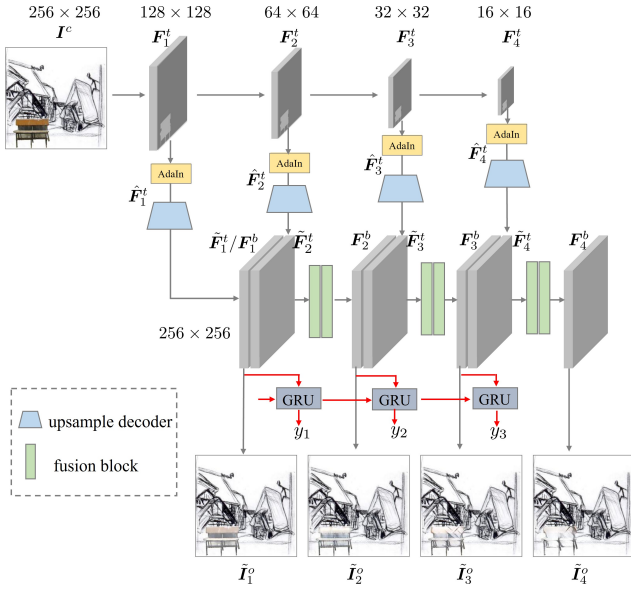 256 × 256 128 × 128 64 × 64 32 × 32 16 × 16
I^c F_1^t F_2^t F_3^t F_4^t
AdaIn AdaIn AdaIn AdaIn
F̂_1^t F̂_2^t F̂_3^t F̂_4^t
F̃_1^t/F_1^b F̃_2^t F_2^b F̃_3^t F_3^b F̃_4^t F_4^b
256 × 256
GRU GRU GRU
y_1 y_2 y_3
upsample decoder
fusion block
Ĩ_1^o Ĩ_2^o Ĩ_3^o Ĩ_4^o